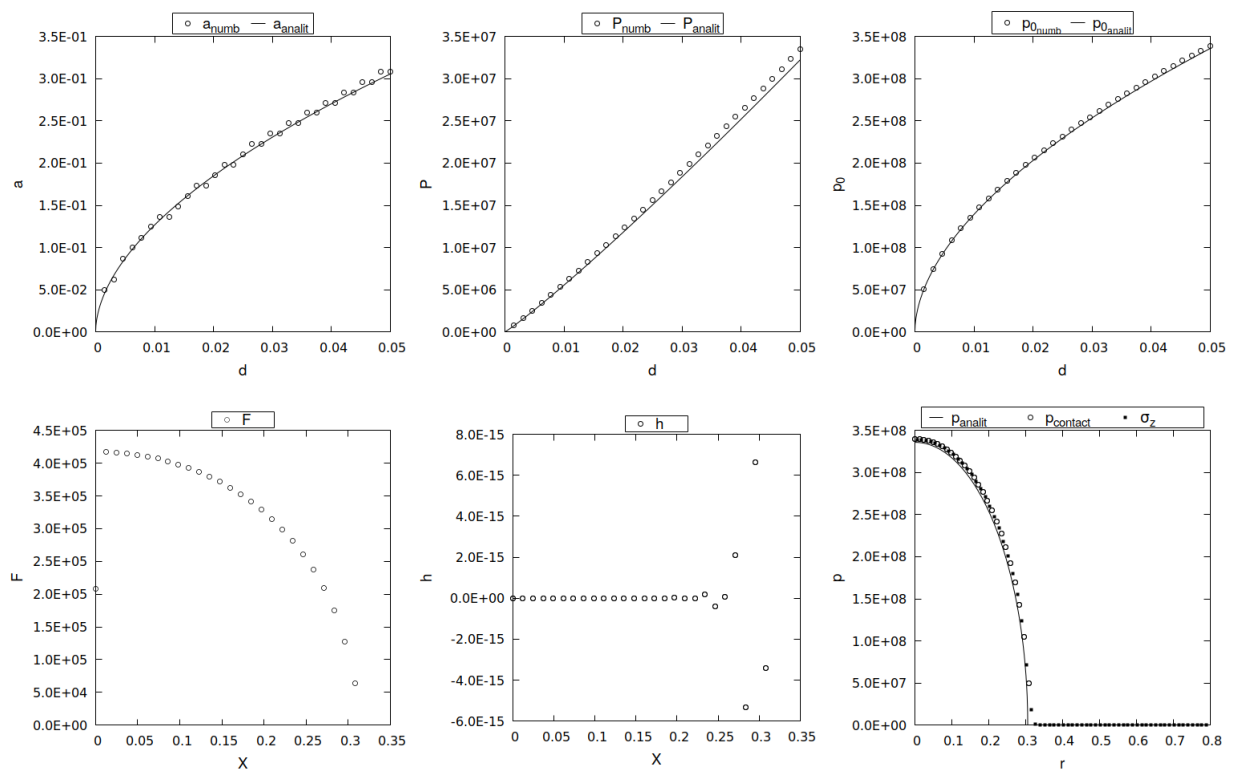 a_numb a_analit
3.5E-01
3.0E-01
2.5E-01
2.0E-01
1.5E-01
1.0E-01
5.0E-02
0.0E+00
a
0 0.01 0.02 0.03 0.04 0.05
d
P_numb P_analit
3.5E+07
3.0E+07
2.5E+07
2.0E+07
1.5E+07
1.0E+07
5.0E+06
0.0E+00
P
0 0.01 0.02 0.03 0.04 0.05
d
p_0numb p_0analit
3.5E+08
3.0E+08
2.5E+08
2.0E+08
1.5E+08
1.0E+08
5.0E+07
0.0E+00
p_0
0 0.01 0.02 0.03 0.04 0.05
d
F
4.5E+05
4.0E+05
3.5E+05
3.0E+05
2.5E+05
2.0E+05
1.5E+05
1.0E+05
5.0E+04
0.0E+00
F
0 0.05 0.1 0.15 0.2 0.25 0.3 0.35
X
h
8.0E-15
6.0E-15
4.0E-15
2.0E-15
0.0E+00
-2.0E-15
-4.0E-15
-6.0E-15
h
0 0.05 0.1 0.15 0.2 0.25 0.3 0.35
X
p_analit p_contact σ_z
3.5E+08
3.0E+08
2.5E+08
2.0E+08
1.5E+08
1.0E+08
5.0E+07
0.0E+00
p
0 0.1 0.2 0.3 0.4 0.5 0.6 0.7 0.8
r